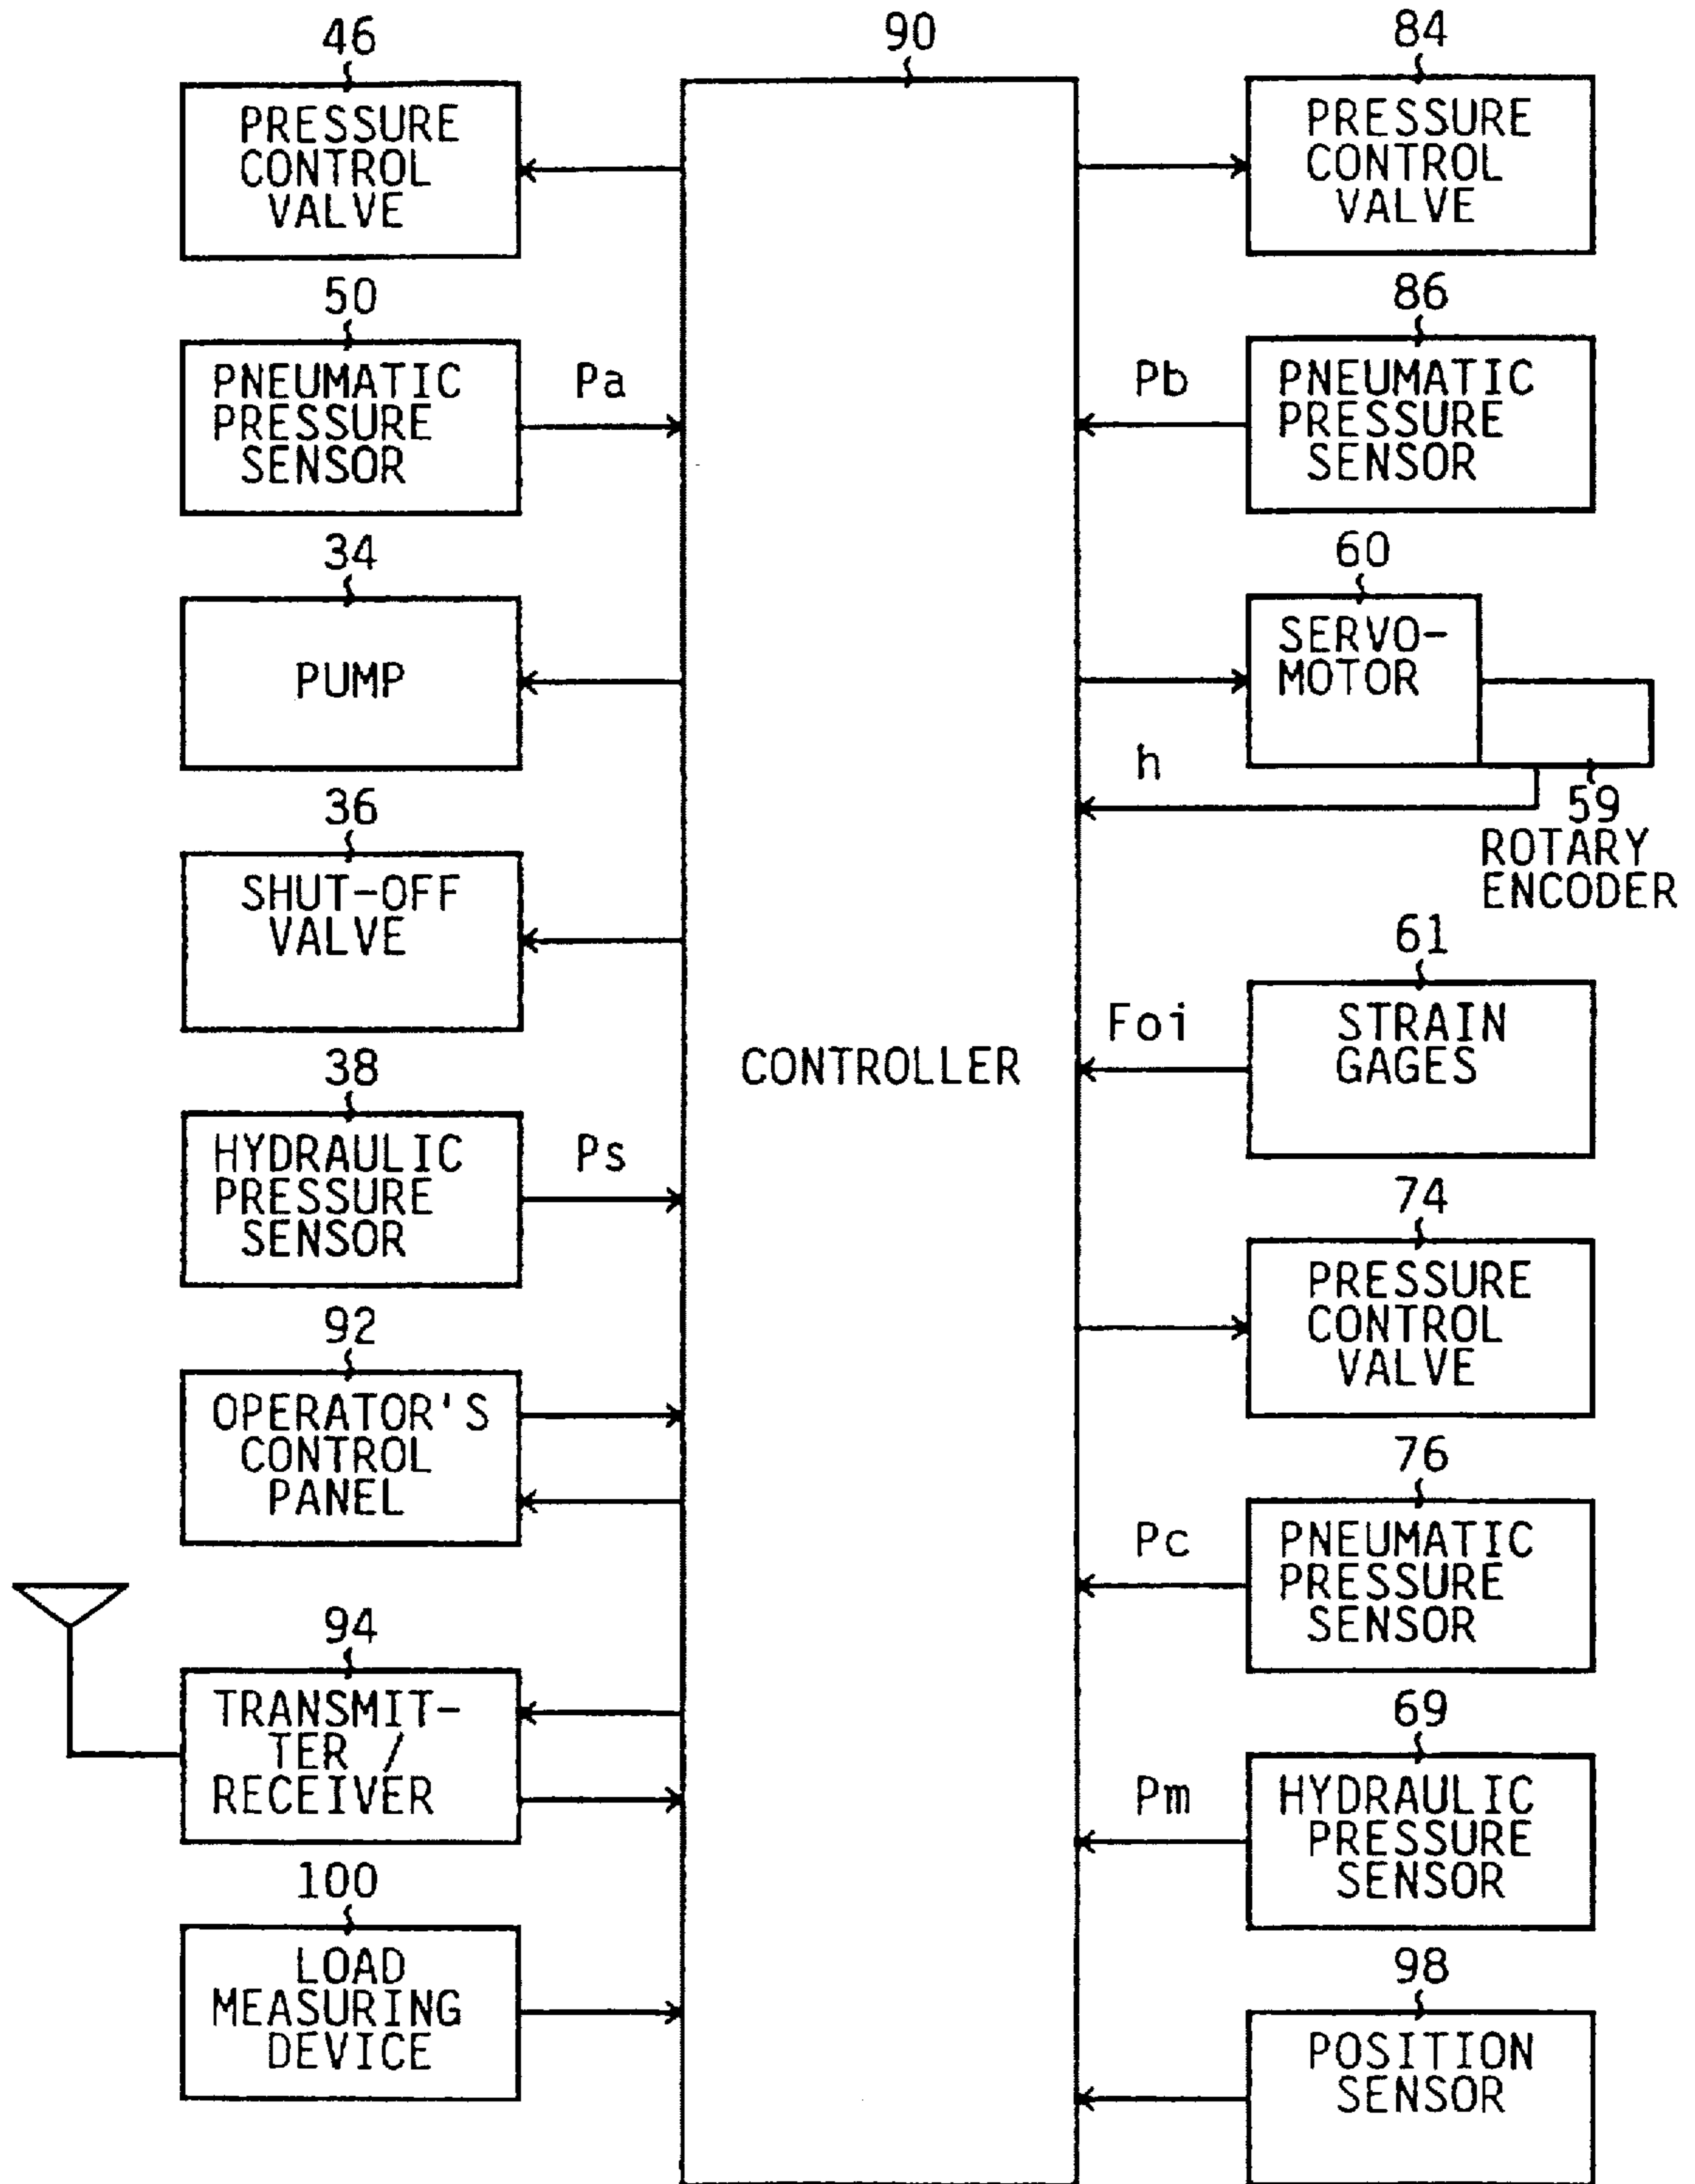 46
PRESSURE
CONTROL
VALVE
50
PNEUMATIC
PRESSURE
SENSOR
Pa
34
PUMP
36
SHUT-OFF
VALVE
38
HYDRAULIC
PRESSURE
SENSOR
Ps
92
OPERATOR'S
CONTROL
PANEL
94
TRANSMIT-
TER /
RECEIVER
100
LOAD
MEASURING
DEVICE
90
CONTROLLER
84
PRESSURE
CONTROL
VALVE
86
Pb
PNEUMATIC
PRESSURE
SENSOR
60
SERVO-
MOTOR
h
59
ROTARY
ENCODER
61
Foi
STRAIN
GAGES
74
PRESSURE
CONTROL
VALVE
76
Pc
PNEUMATIC
PRESSURE
SENSOR
69
Pm
HYDRAULIC
PRESSURE
SENSOR
98
POSITION
SENSOR